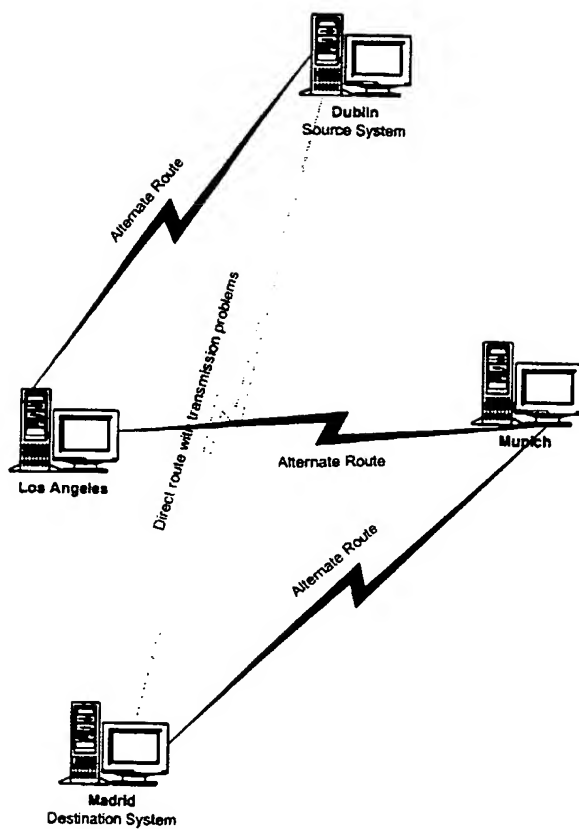 Dublin
Source System
Alternate Route
Direct route with transmission problems
Los Angeles
Munich
Alternate Route
Alternate Route
Madrid
Destination System